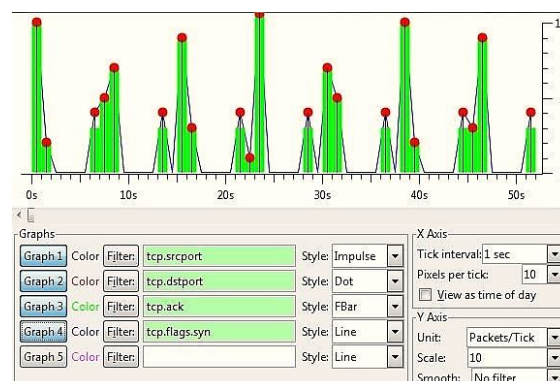 1
0s 10s 20s 30s 40s 50s
Graphs
Graph 1 Color Filter: tcp.srcport Style: Impulse
Graph 2 Color Filter: tcp.dstport Style: Dot
Graph 3 Color Filter: tcp.ack Style: FBar
Graph 4 Color Filter: tcp.flags.syn Style: Line
Graph 5 Color Filter: Style: Line
X Axis
Tick interval: 1 sec
Pixels per tick: 10
View as time of day
Y Axis
Unit: Packets/Tick
Scale: 10
Smooth: No filter